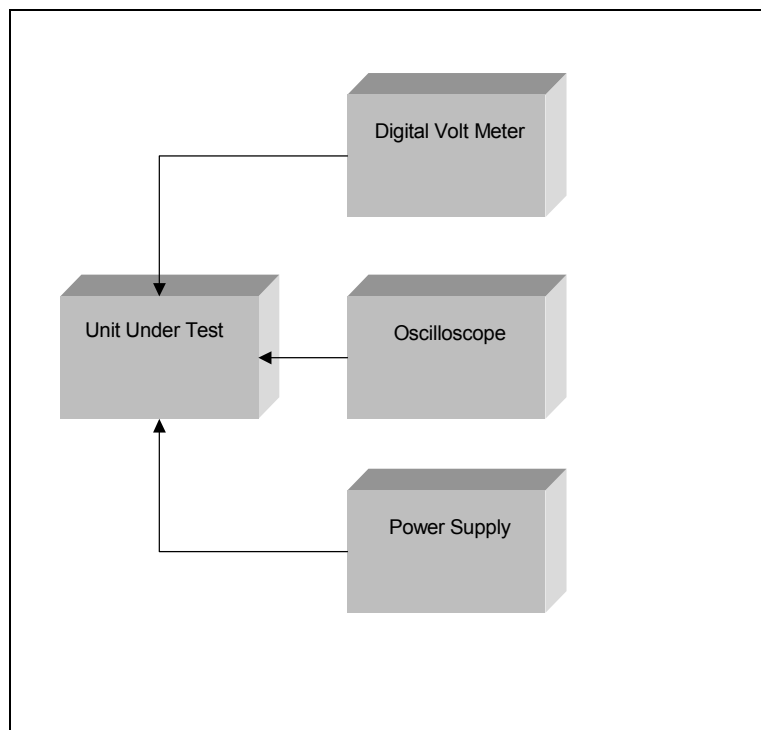 Digital Volt Meter
Unit Under Test
Oscilloscope
Power Supply